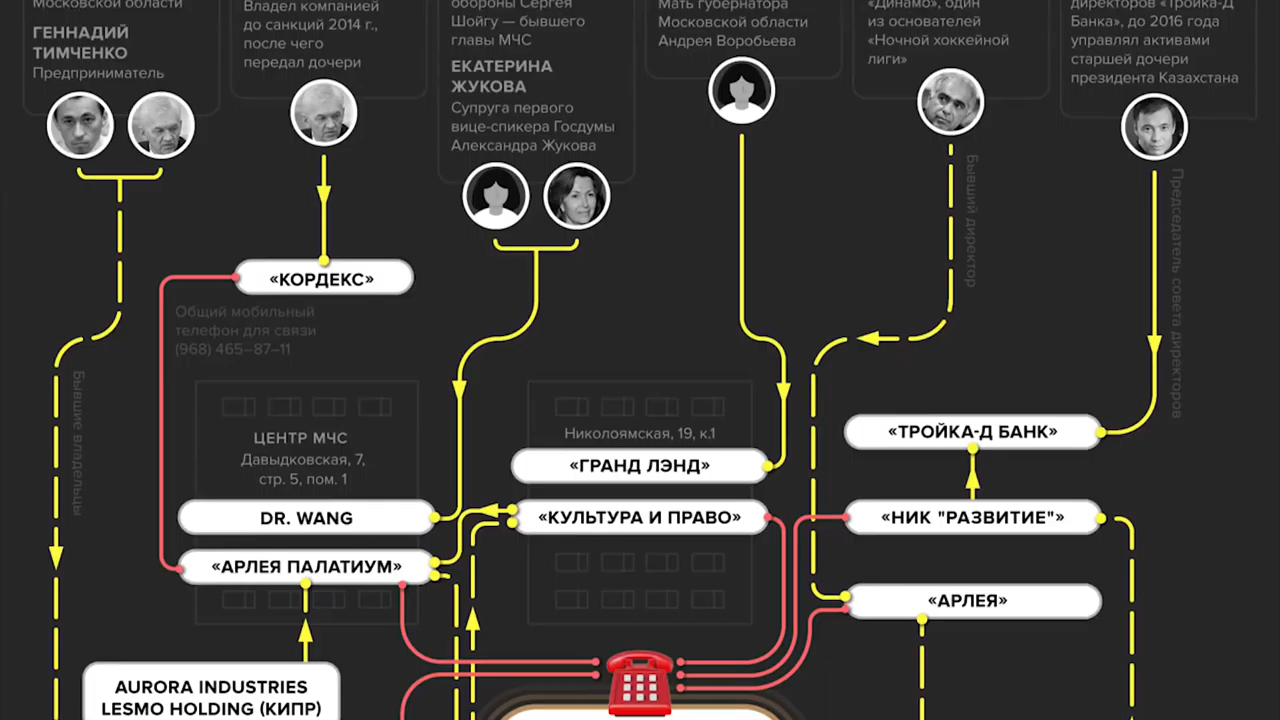 Московской области
ГЕННАДИЙ
ТИМЧЕНКО
Предприниматель
Владел компанией
до санкций 2014 г.,
после чего
передал дочери
обороны Сергея
Шойгу — бывшего
главы МЧС
ЕКАТЕРИНА
ЖУКОВА
Супруга первого
вице-спикера Госдумы
Александра Жукова
Мать губернатора
Московской области
Андрея Воробьева
«Динамо», один
из основателей
«Ночной хоккейной
лиги»
директоров «Тройка-Д
Банка», до 2016 года
управлял активами
старшей дочери
президента Казахстана
Бывший директор
Председатель совета директоров
«КОРДЕКС»
Общий мобильный
телефон для связи
(968) 465–87–11
Бывшие владельцы
ЦЕНТР МЧС
Давыдковская, 7,
стр. 5, пом. 1
Николоямская, 19, к.1
«ГРАНД ЛЭНД»
«ТРОЙКА-Д БАНК»
DR. WANG
«КУЛЬТУРА И ПРАВО»
«НИК "РАЗВИТИЕ"»
«АРЛЕЯ ПАЛАТИУМ»
«АРЛЕЯ»
AURORA INDUSTRIES
LESMO HOLDING (КИПР)